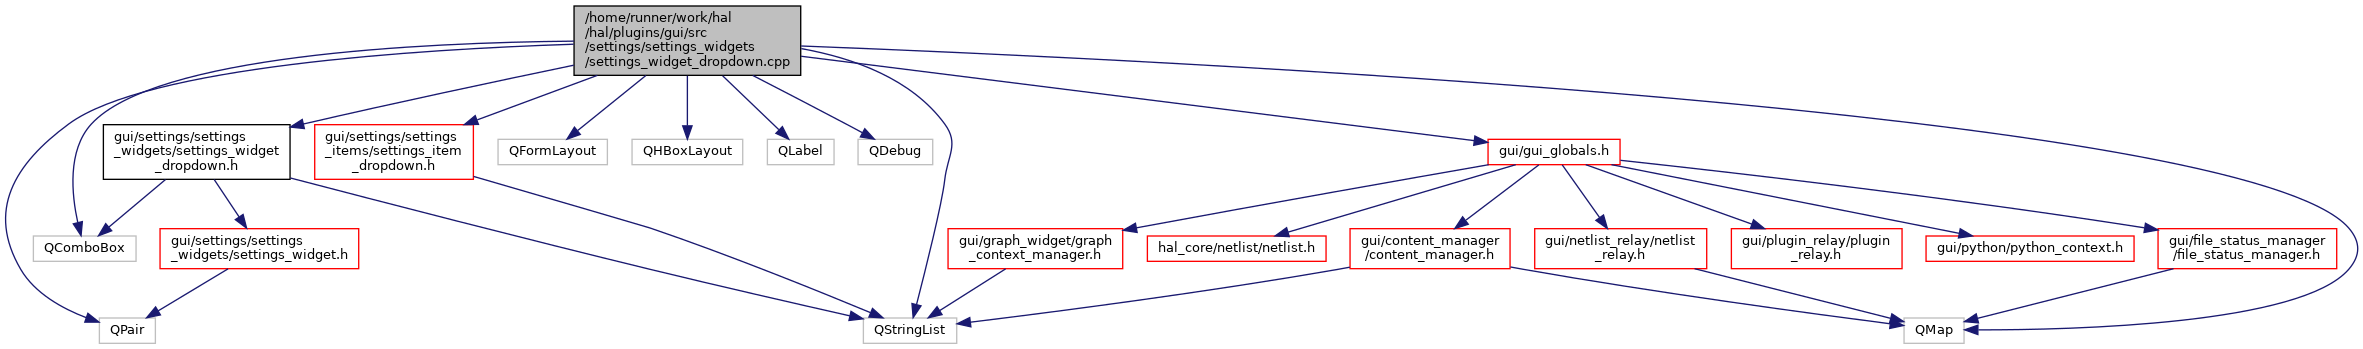 /home/runner/work/hal
/hal/plugins/gui/src
/settings/settings_widgets
/settings_widget_dropdown.cpp
gui/settings/settings
_widgets/settings_widget
_dropdown.h
gui/settings/settings
_items/settings_item
_dropdown.h
QFormLayout
QHBoxLayout
QLabel
QDebug
gui/gui_globals.h
QComboBox
gui/settings/settings
_widgets/settings_widget.h
gui/graph_widget/graph
_context_manager.h
hal_core/netlist/netlist.h
gui/content_manager
/content_manager.h
gui/netlist_relay/netlist
_relay.h
gui/plugin_relay/plugin
_relay.h
gui/python/python_context.h
gui/file_status_manager
/file_status_manager.h
QPair
QStringList
QMap